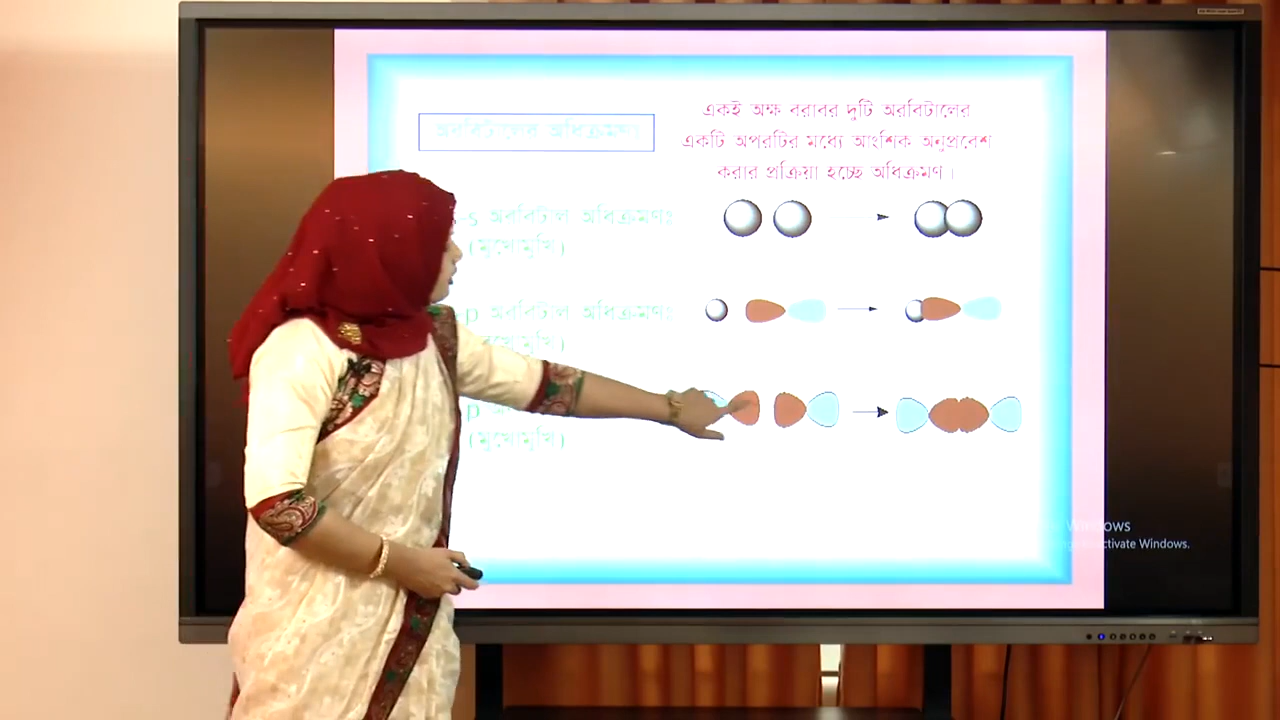 অরবিটালের অধিক্রমণঃ
একই অক্ষ বরাবর দুটি অরবিটালের
একটি অপরটির মধ্যে আংশিক অনুপ্রবেশ
করার প্রক্রিয়া হচ্ছে অধিক্রমণ।
-s অরবিটাল অধিক্রমণঃ
(মুখোমুখি)
p অরবিটাল অধিক্রমণঃ
p
(মুখোমুখি)
Windows
ctivate Windows.